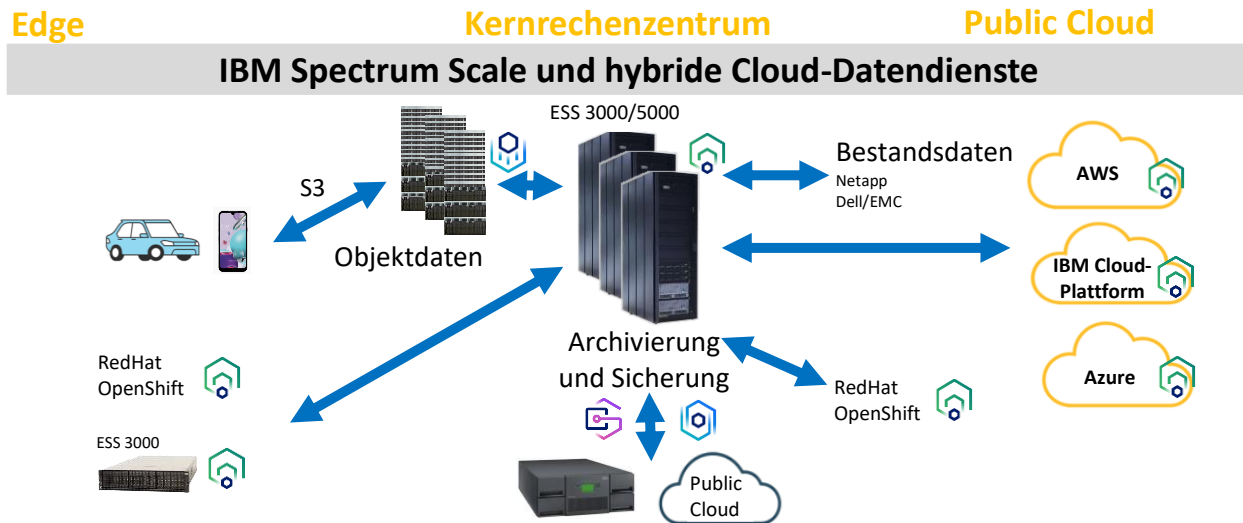 Edge
Kernrechenzentrum
Public Cloud
IBM Spectrum Scale und hybride Cloud-Datendienste
ESS 3000/5000
S3
Objektdaten
Bestandsdaten
Netapp
Dell/EMC
AWS
IBM Cloud-
Plattform
Azure
RedHat
OpenShift
ESS 3000
Archivierung
und Sicherung
RedHat
OpenShift
Public
Cloud